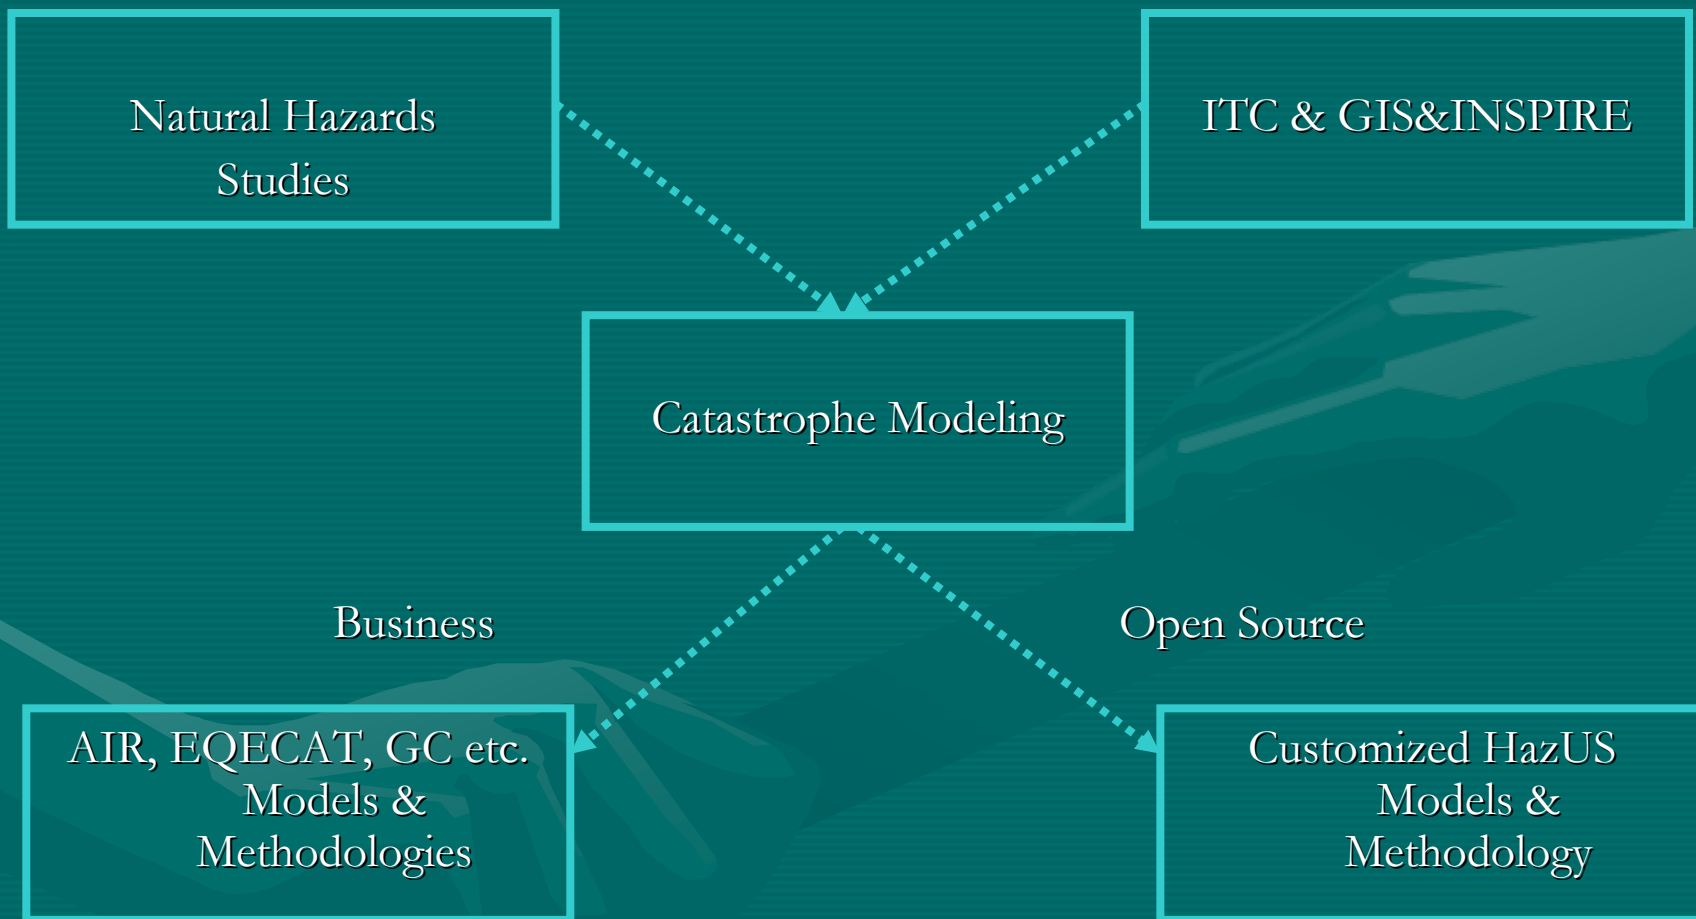 Natural Hazards
Studies
ITC & GIS&INSPIRE
Catastrophe Modeling
Business
Open Source
AIR, EQECAT, GC etc.
Models &
Methodologies
Customized HazUS
Models &
Methodology